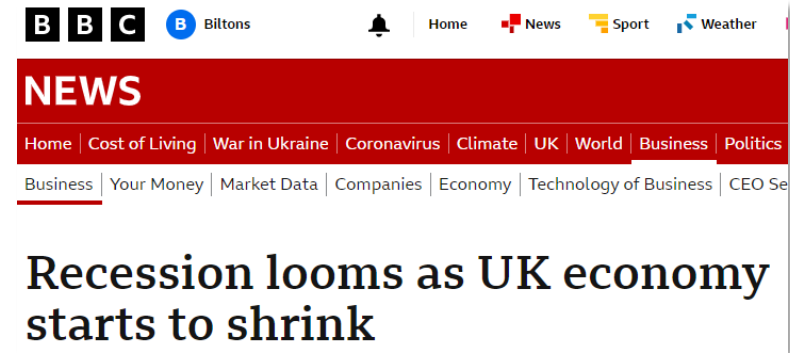 BBC B Biltons Home News Sport Weather
NEWS
Home Cost of Living War in Ukraine Coronavirus Climate UK World Business Politics
Business Your Money Market Data Companies Economy Technology of Business CEO Se
Recession looms as UK economy
starts to shrink